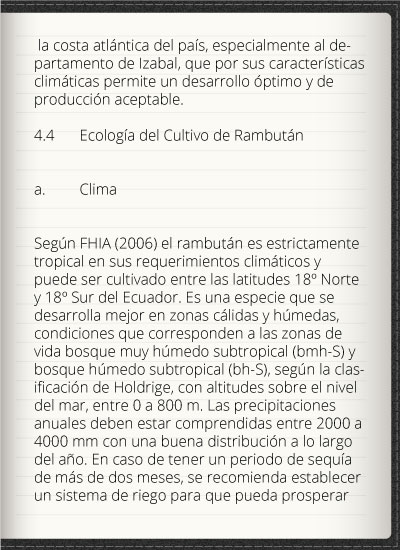 la costa atlántica del país, especialmente al de-
partamento de Izabal, que por sus características
climáticas permite un desarrollo óptimo y de
producción aceptable.
4.4 Ecología del Cultivo de Rambután
a. Clima
Según FHIA (2006) el rambután es estrictamente
tropical en sus requerimientos climáticos y
puede ser cultivado entre las latitudes 18º Norte
y 18º Sur del Ecuador. Es una especie que se
desarrolla mejor en zonas cálidas y húmedas,
condiciones que corresponden a las zonas de
vida bosque muy húmedo subtropical (bmh-S) y
bosque húmedo subtropical (bh-S), según la clas-
ificación de Holdrige, con altitudes sobre el nivel
del mar, entre 0 a 800 m. Las precipitaciones
anuales deben estar comprendidas entre 2000 a
4000 mm con una buena distribución a lo largo
del año. En caso de tener un periodo de sequía
de más de dos meses, se recomienda establecer
un sistema de riego para que pueda prosperar